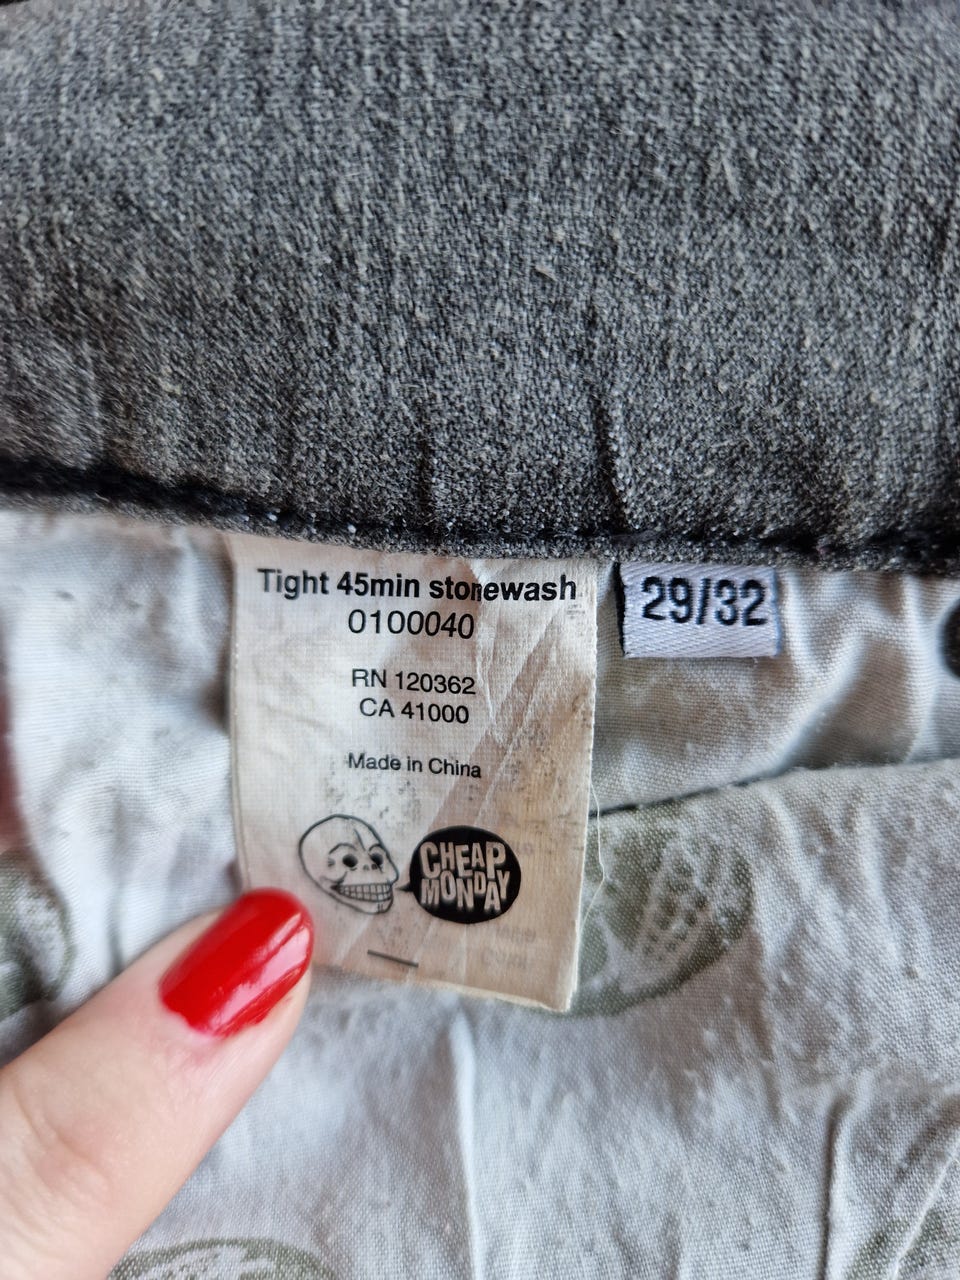 Tight 45min stonewash
0100040
RN 120362
CA 41000
Made in China
CHEAP
MONDAY
29/32